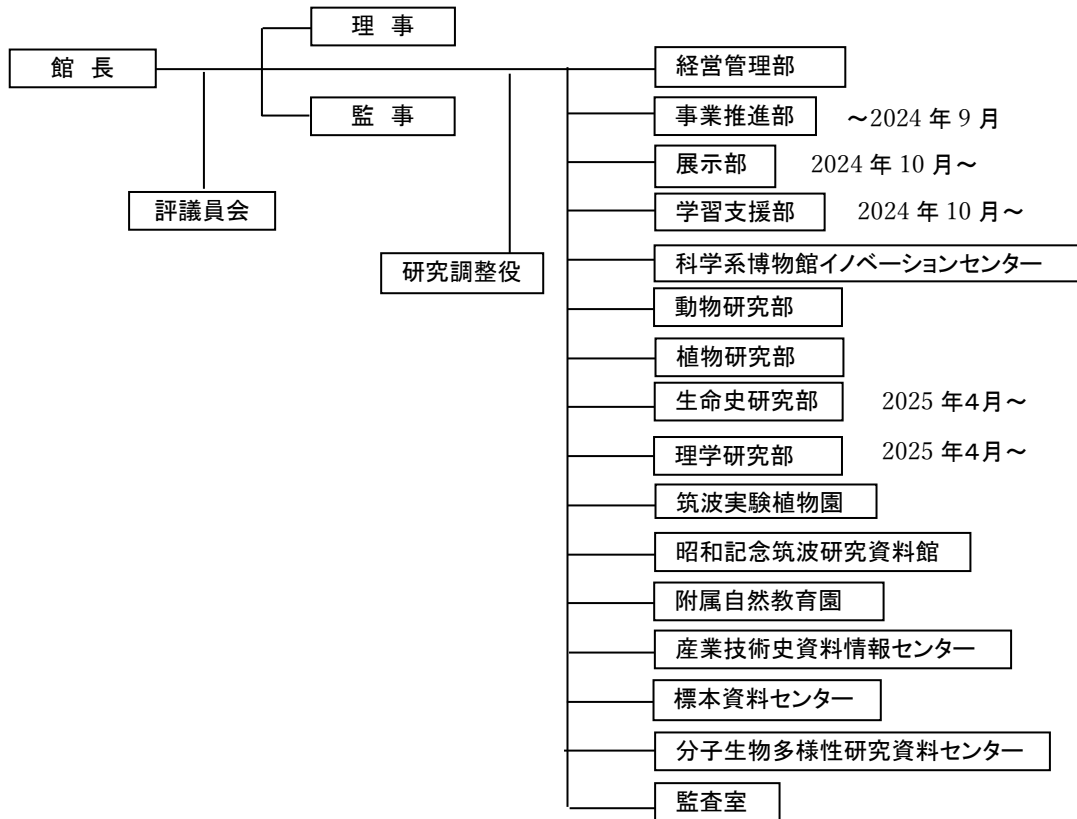 理 事
館 長
監 事
評議員会
研究調整役
経営管理部
事業推進部 ～2024 年 9 月
展示部 2024 年 10 月～
学習支援部 2024 年 10 月～
科学系博物館イノベーションセンター
動物研究部
植物研究部
生命史研究部 2025 年４月～
理学研究部 2025 年４月～
筑波実験植物園
昭和記念筑波研究資料館
附属自然教育園
産業技術史資料情報センター
標本資料センター
分子生物多様性研究資料センター
監査室